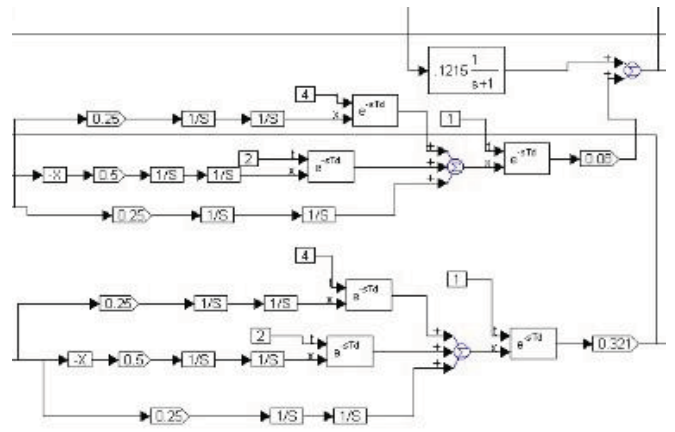 .1215 1
s+1
4
0.25 1/S 1/S x e^-sTd
1
2
-X 0.5 1/S 1/S x e^-sTd + + + Σ x e^-sTd 0.06 + + Σ
0.25 1/S 1/S
4
0.25 1/S 1/S x e^-sTd
1
2
-X 0.5 1/S 1/S x e^-sTd + + + Σ x e^-sTd 0.321
0.25 1/S 1/S